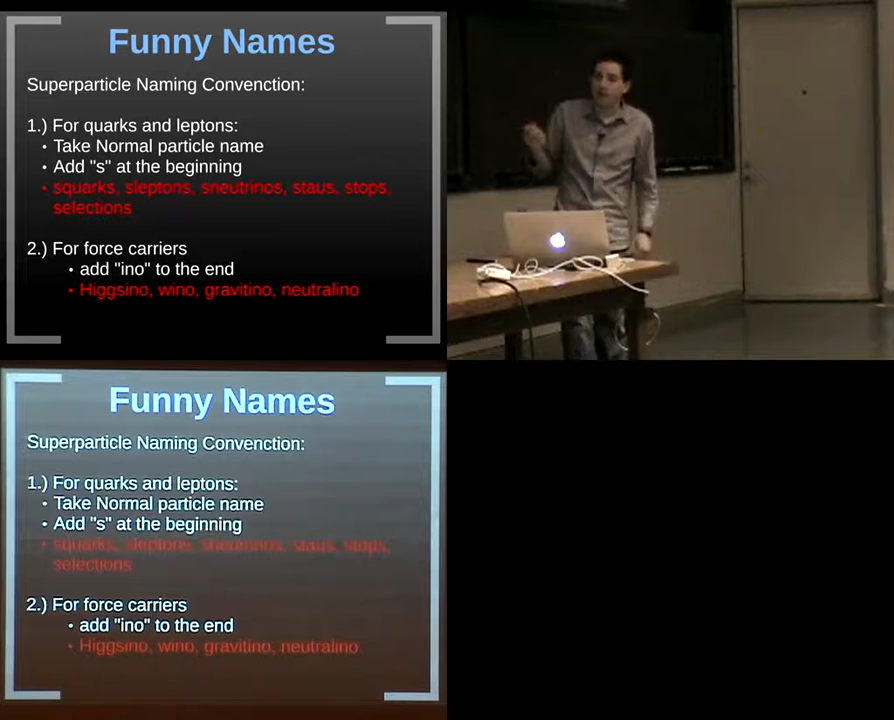 Funny Names
Superparticle Naming Convenction:
1.) For quarks and leptons:
• Take Normal particle name
• Add "s" at the beginning
• squarks, sleptons, sneutrinos, staus, stops,
selections
2.) For force carriers
• add "ino" to the end
• Higgsino, wino, gravitino, neutralino
Funny Names
Superparticle Naming Convenction:
1.) For quarks and leptons:
• Take Normal particle name
• Add "s" at the beginning
• squarks, sleptons, sneutrinos, staus, stops,
selections
2.) For force carriers
• add "ino" to the end
• Higgsino, wino, gravitino, neutralino